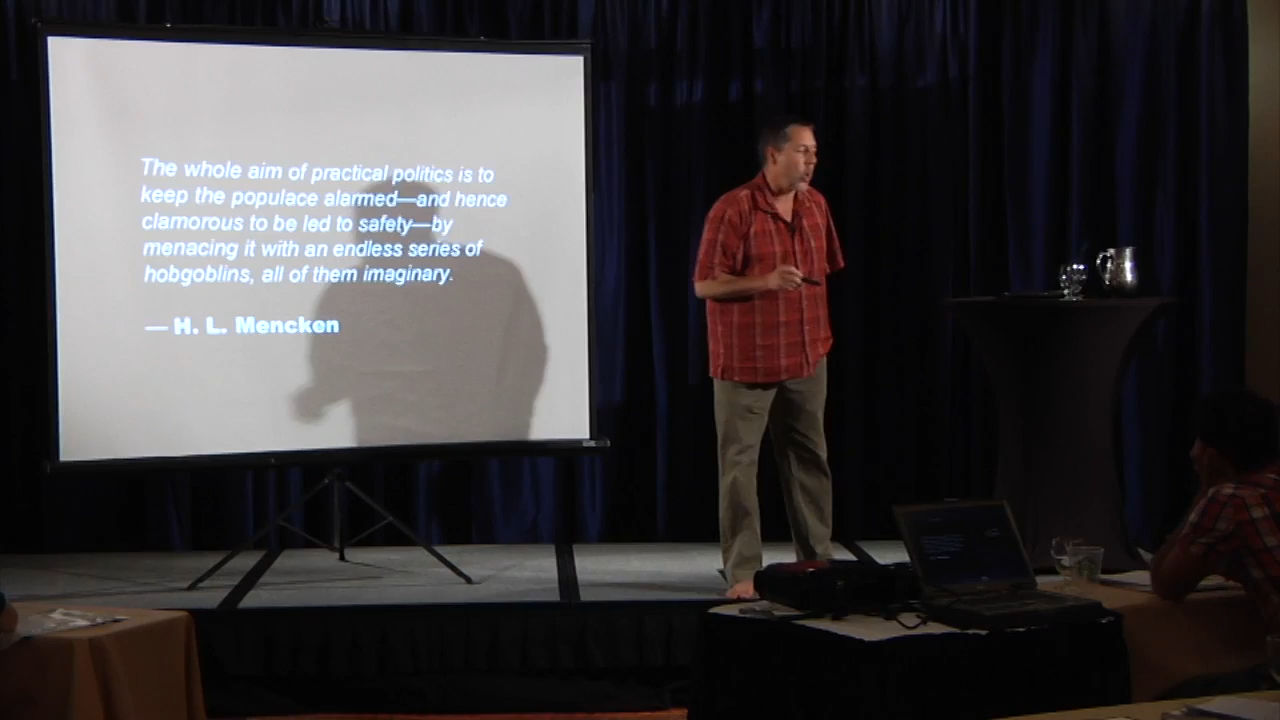 The whole aim of practical politics is to
keep the populace alarmed—and hence
clamorous to be led to safety—by
menacing it with an endless series of
hobgoblins, all of them imaginary.
— H. L. Mencken